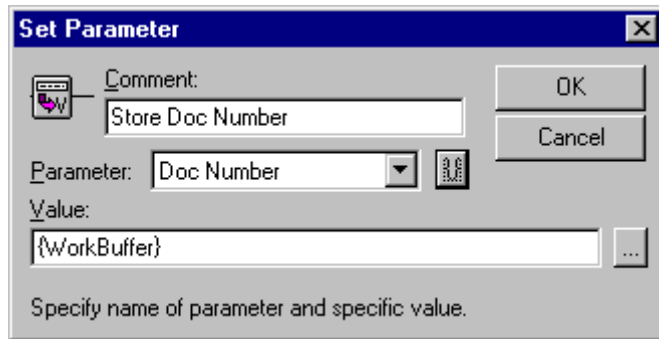 Set Parameter
Comment:
OK
Store Doc Number
Cancel
Parameter: Doc Number
Value:
{WorkBuffer}
...
Specify name of parameter and specific value.